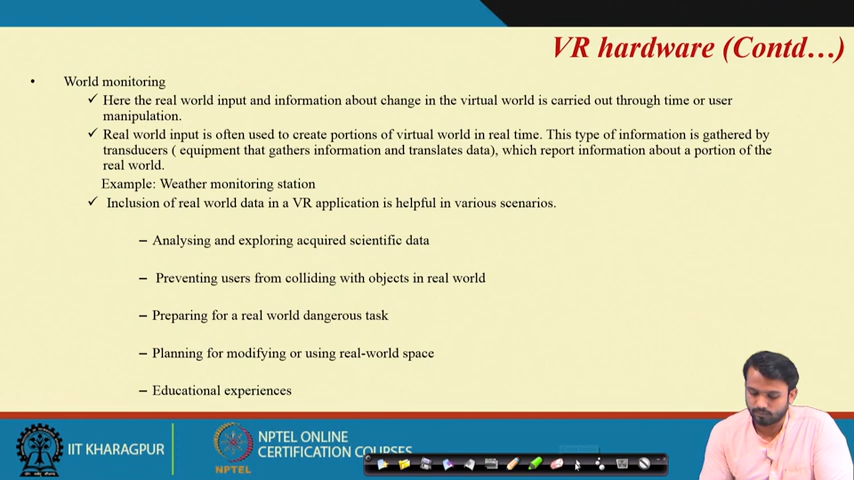 VR hardware (Contd…)
• World monitoring
✓ Here the real world input and information about change in the virtual world is carried out through time or user
manipulation.
✓ Real world input is often used to create portions of virtual world in real time. This type of information is gathered by
transducers ( equipment that gathers information and translates data), which report information about a portion of the
real world.
Example: Weather monitoring station
✓ Inclusion of real world data in a VR application is helpful in various scenarios.
– Analysing and exploring acquired scientific data
– Preventing users from colliding with objects in real world
– Preparing for a real world dangerous task
– Planning for modifying or using real-world space
– Educational experiences
IIT KHARAGPUR
NPTEL
NPTEL ONLINE
CERTIFICATION COURSES